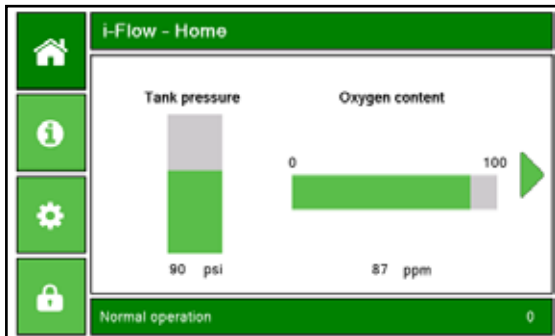 i-Flow - Home
Tank pressure
Oxygen content
0 100
90 psi
87 ppm
Normal operation 0